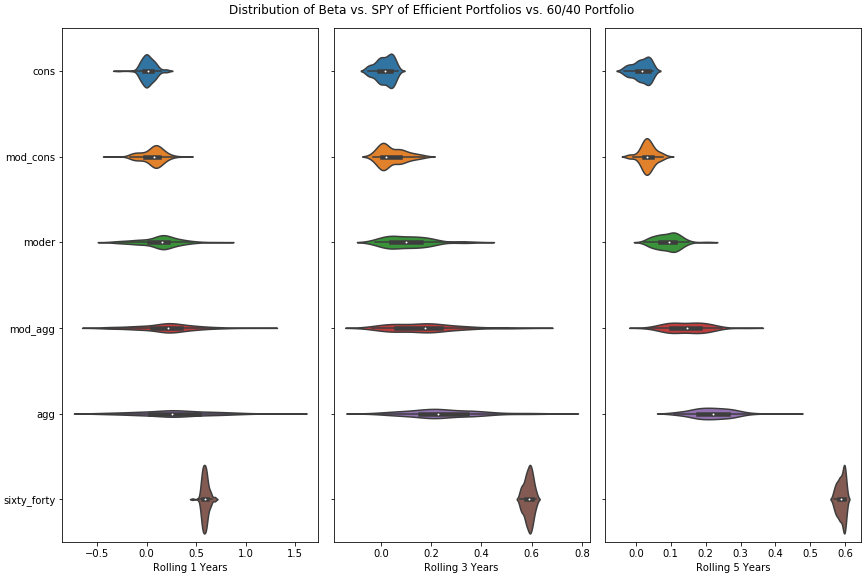 Distribution of Beta vs. SPY of Efficient Portfolios vs. 60/40 Portfolio
cons
mod_cons
moder
mod_agg
agg
sixty_forty
−0.5 0.0 0.5 1.0 1.5
Rolling 1 Years
0.0 0.2 0.4 0.6 0.8
Rolling 3 Years
0.0 0.1 0.2 0.3 0.4 0.5 0.6
Rolling 5 Years